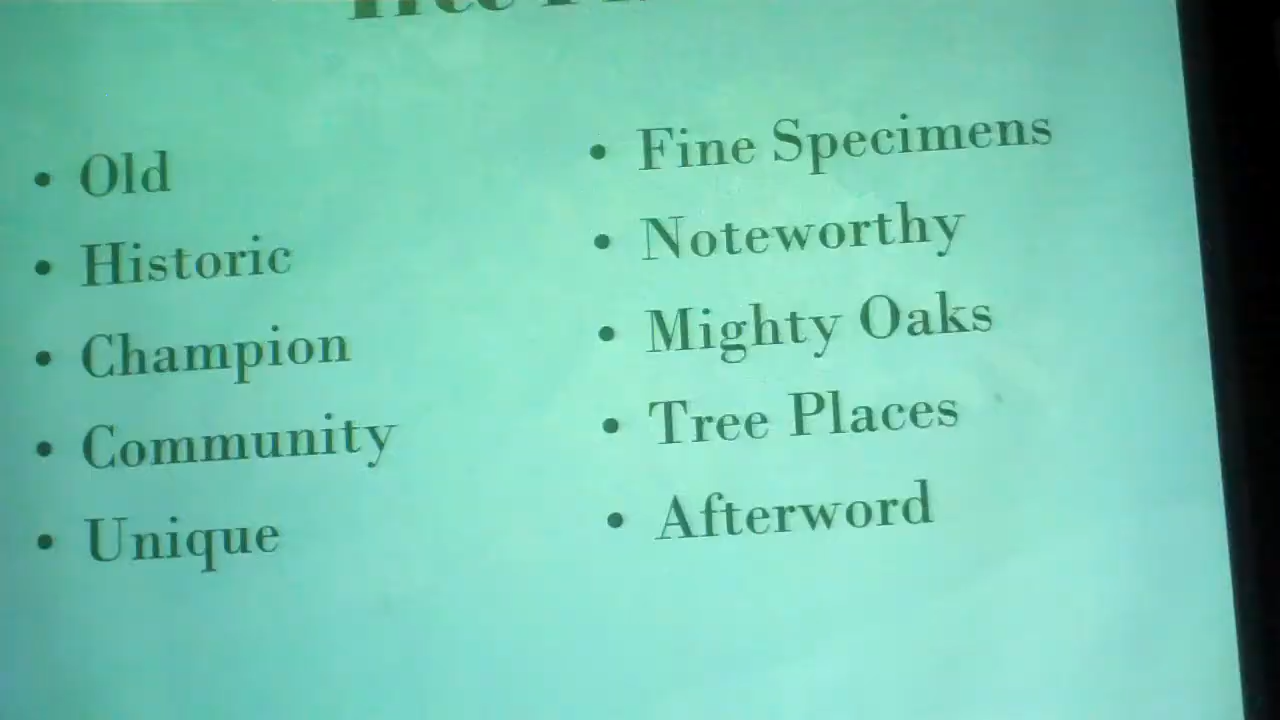 • Old
• Historic
• Champion
• Community
• Unique
• Fine Specimens
• Noteworthy
• Mighty Oaks
• Tree Places
• Afterword